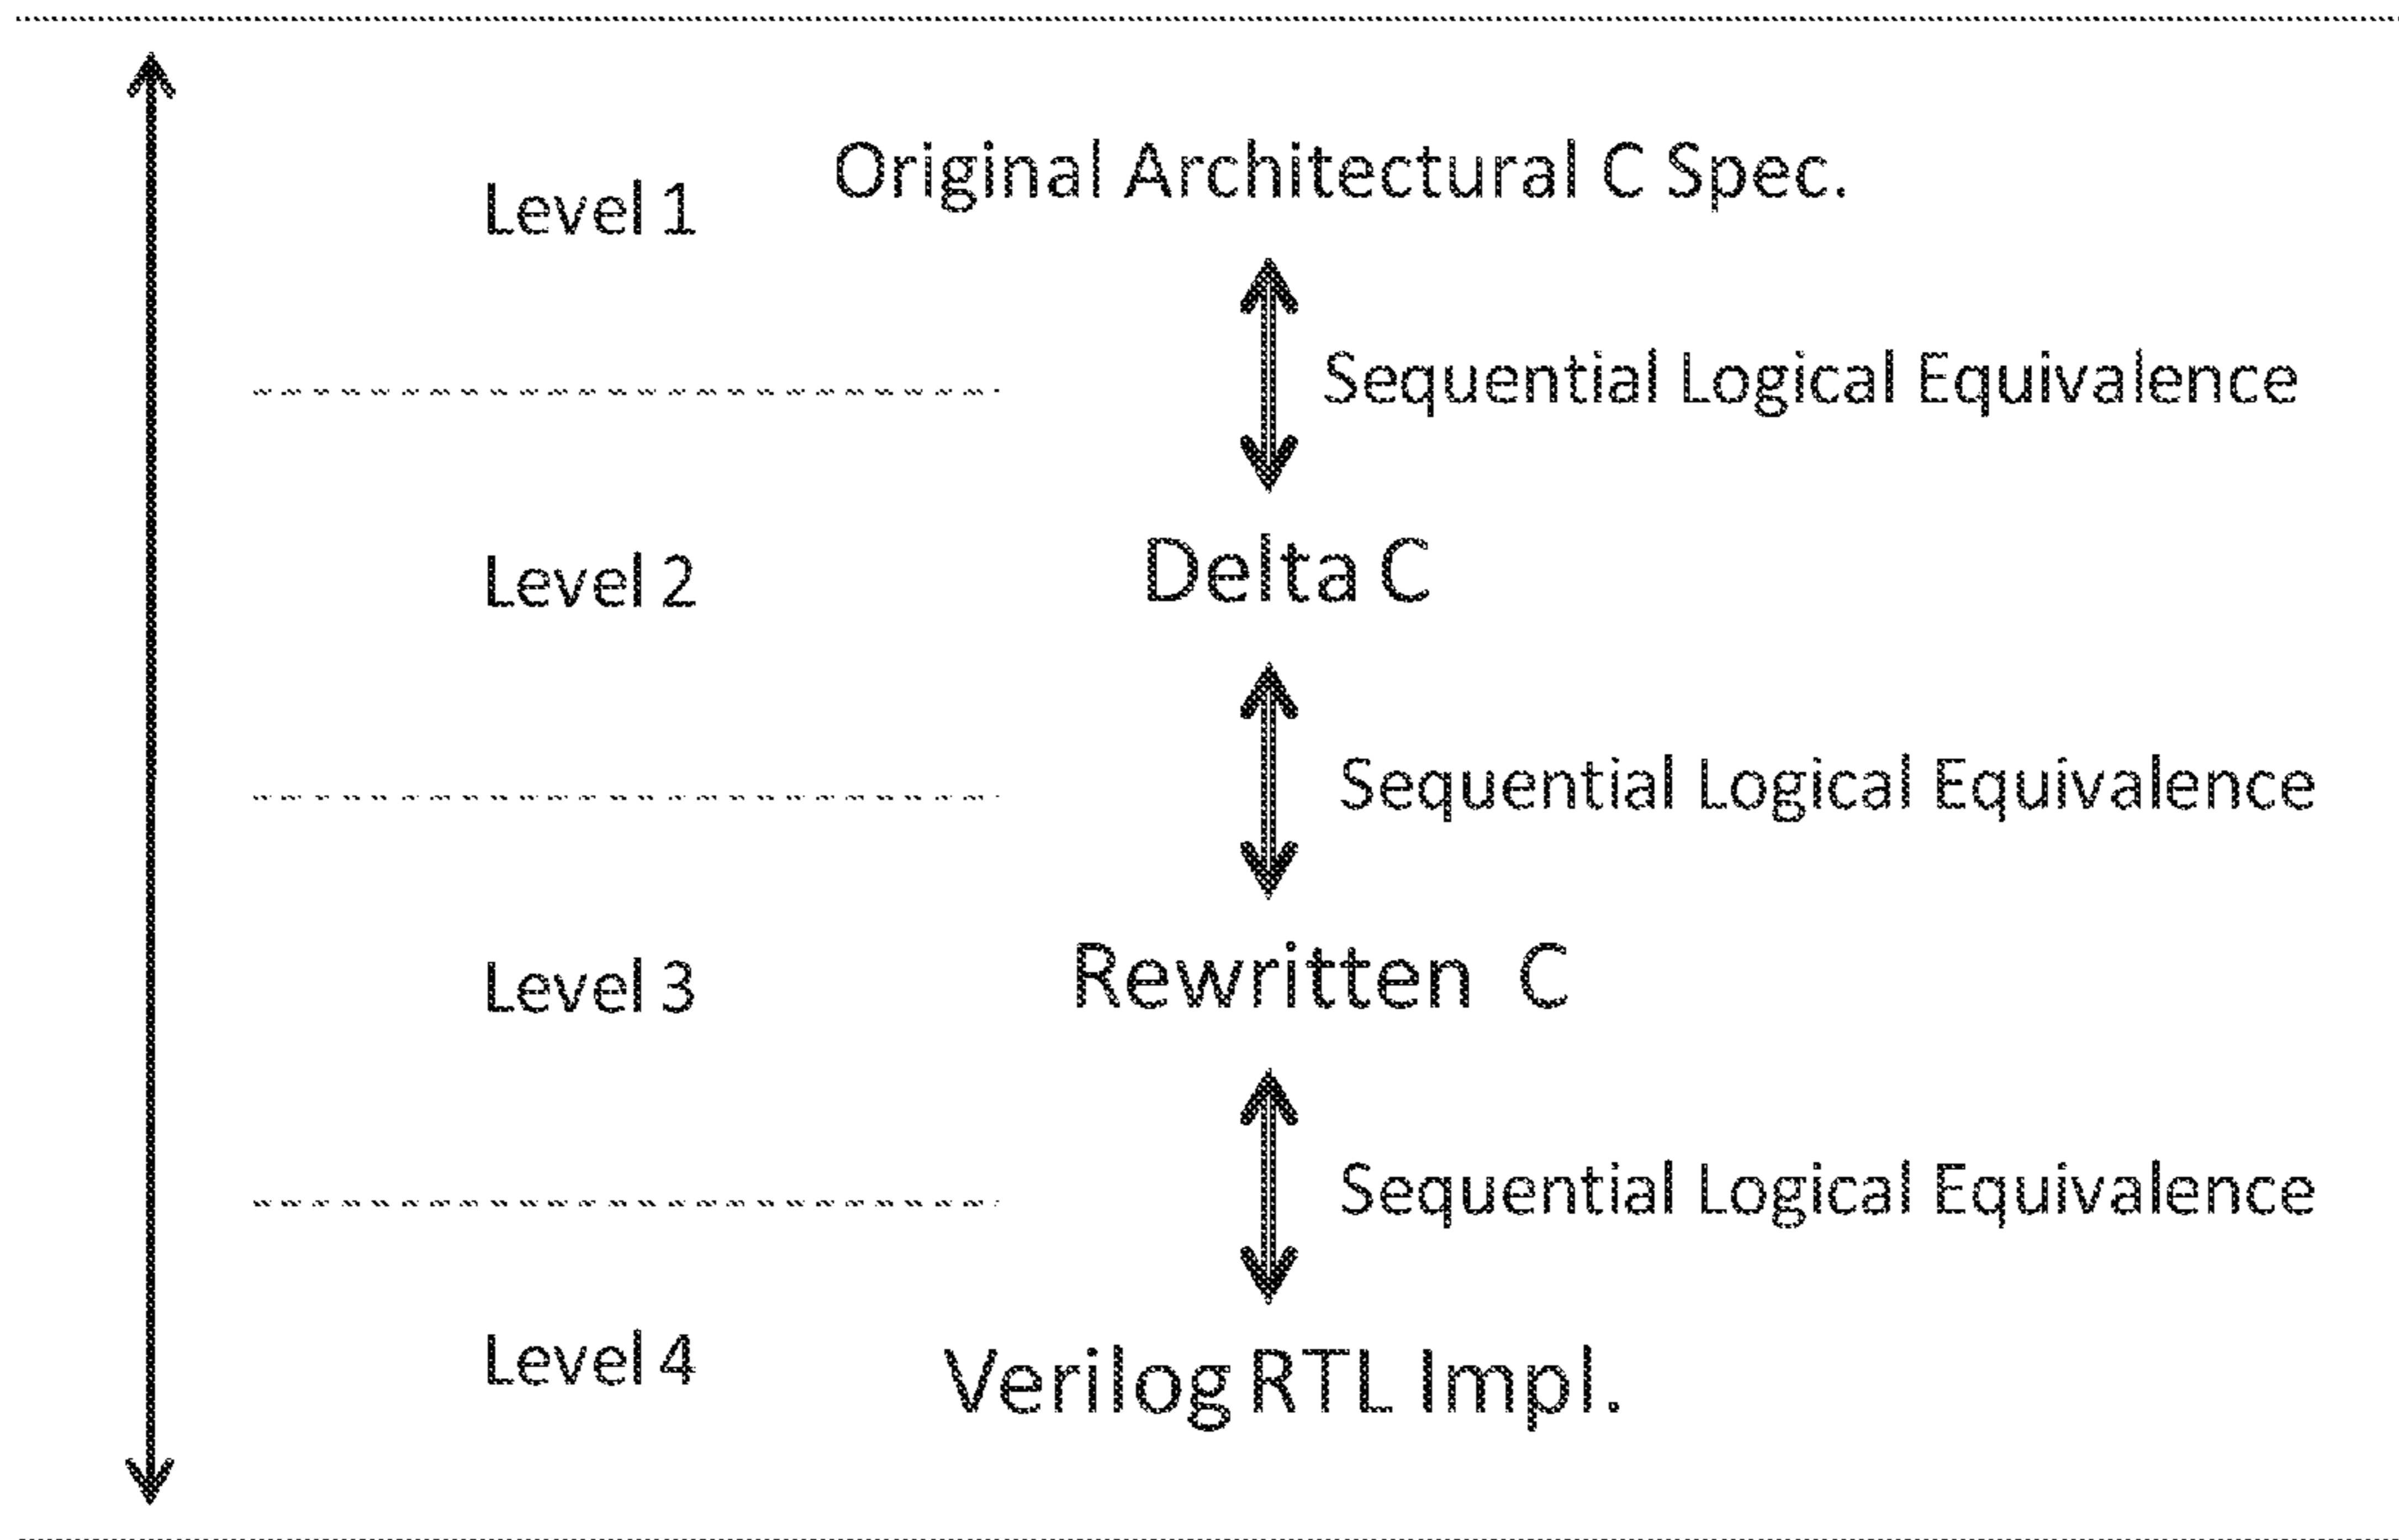 Level 1 Original Architectural C Spec.
Sequential Logical Equivalence
Level 2 Delta C
Sequential Logical Equivalence
Level 3 Rewritten C
Sequential Logical Equivalence
Level 4 Verilog RTL Impl.